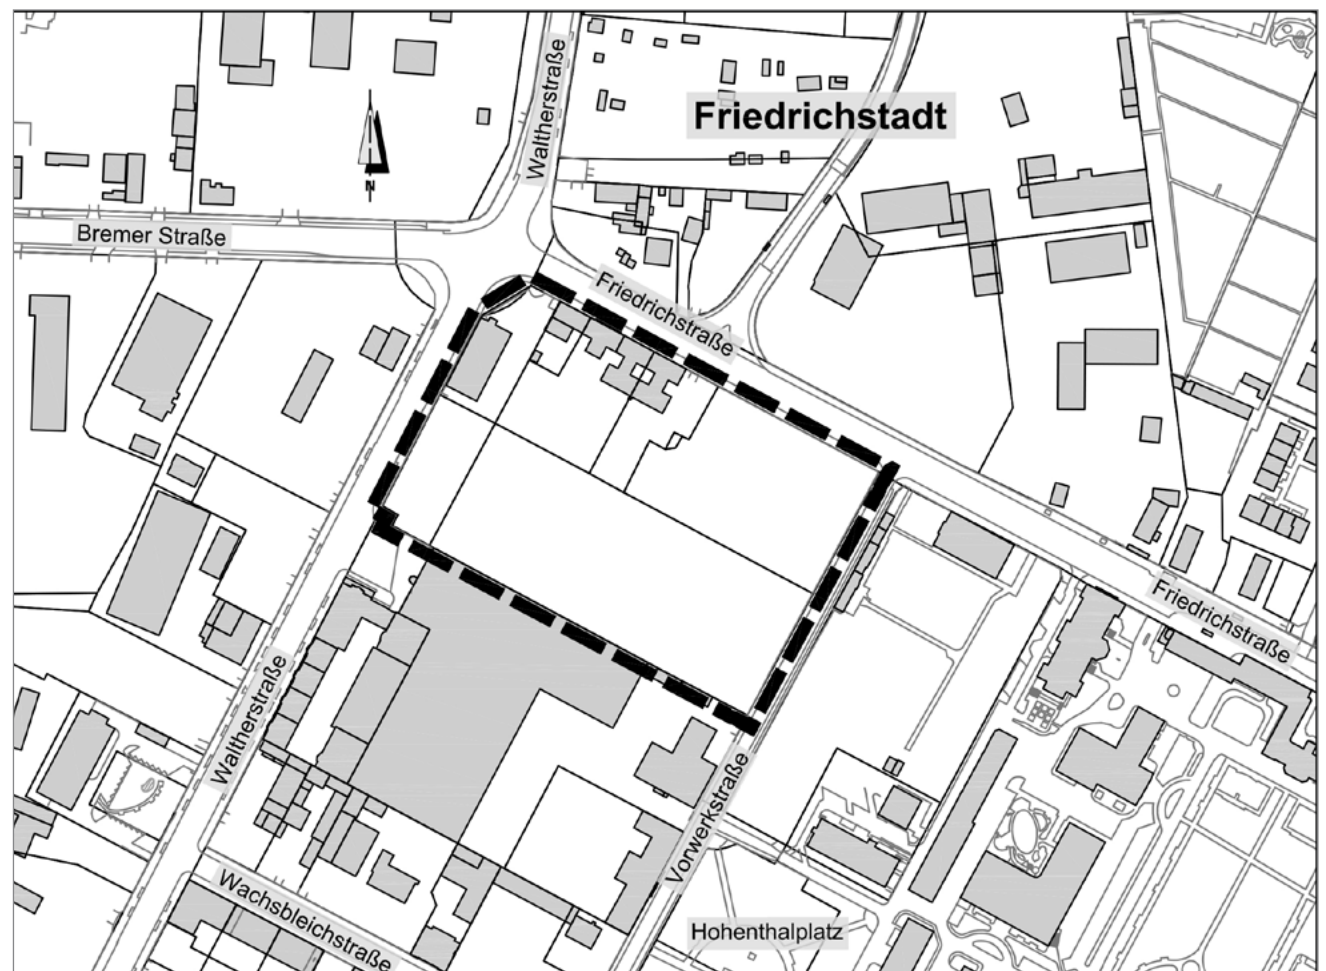 Waltherstraße
Friedrichstadt
N
Bremer Straße
Friedrichstraße
Friedrichstraße
Waltherstraße
Vorwerkstraße
Wachsbleichstraße
Hohenthalplatz